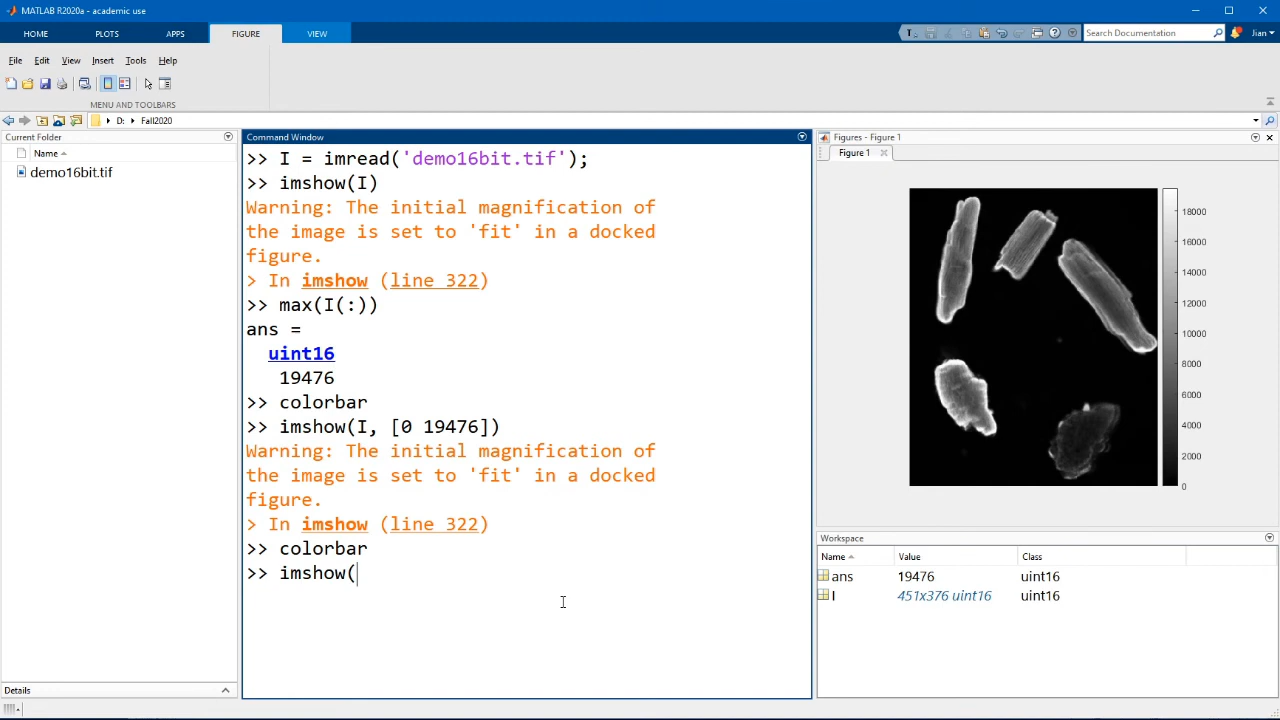 MATLAB R2020a - academic use
HOME PLOTS APPS FIGURE VIEW
Search Documentation
Jian
File Edit View Insert Tools Help
MENU AND TOOLBARS
D: Fall2020
Current Folder
Name
demo16bit.tif
Details
Command Window
>> I = imread('demo16bit.tif');
>> imshow(I)
Warning: The initial magnification of
the image is set to 'fit' in a docked
figure.
> In imshow (line 322)
>> max(I(:))
ans =
uint16
19476
>> colorbar
>> imshow(I, [0 19476])
Warning: The initial magnification of
the image is set to 'fit' in a docked
figure.
> In imshow (line 322)
>> colorbar
>> imshow(
Figures - Figure 1
Figure 1
18000
16000
14000
12000
10000
8000
6000
4000
2000
0
Workspace
Name Value Class
ans 19476 uint16
I 451x376 uint16 uint16